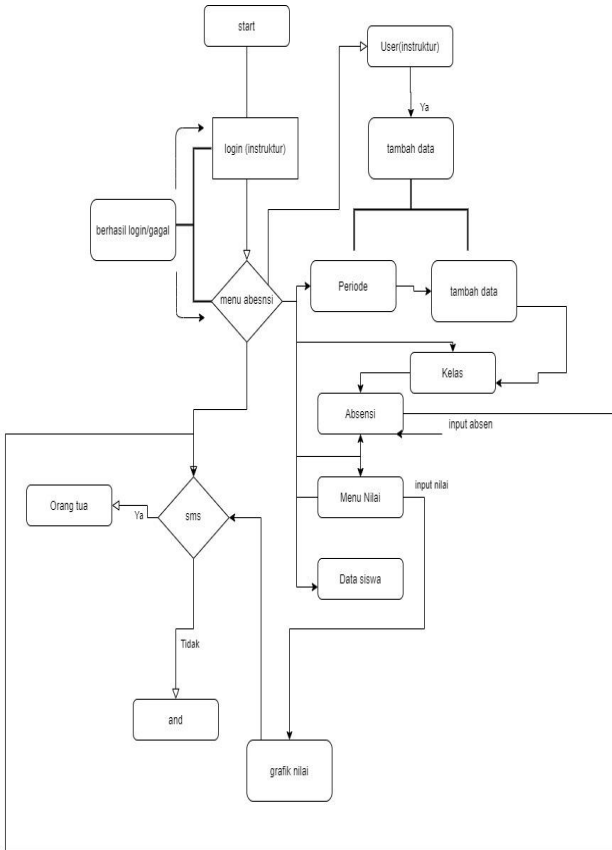 start
User(instruktur)
Ya
login (instruktur)
tambah data
berhasil login/gagal
menu abesnsi
Periode
tambah data
Kelas
Absensi
input absen
Orang tua
Ya
sms
Menu Nilai
input nilai
Data siswa
Tidak
and
grafik nilai